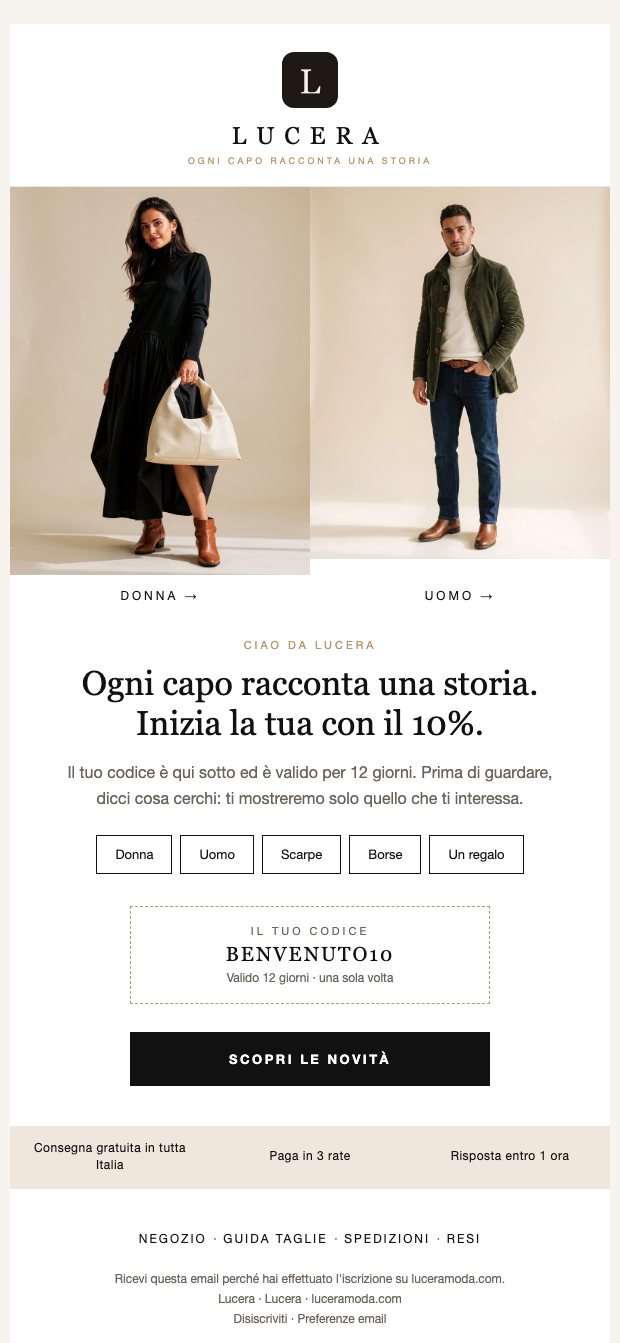 L
LUCERA
OGNI CAPO RACCONTA UNA STORIA
DONNA → UOMO →
CIAO DA LUCERA
Ogni capo racconta una storia.
Inizia la tua con il 10%.
Il tuo codice è qui sotto ed è valido per 12 giorni. Prima di guardare,
dicci cosa cerchi: ti mostreremo solo quello che ti interessa.
Donna Uomo Scarpe Borse Un regalo
IL TUO CODICE
BENVENUTO10
Valido 12 giorni · una sola volta
SCOPRI LE NOVITÀ
Consegna gratuita in tutta
Italia
Paga in 3 rate
Risposta entro 1 ora
NEGOZIO · GUIDA TAGLIE · SPEDIZIONI · RESI
Ricevi questa email perché hai effettuato l'iscrizione su luceramoda.com.
Lucera · Lucera · luceramoda.com
Disiscriviti · Preferenze email